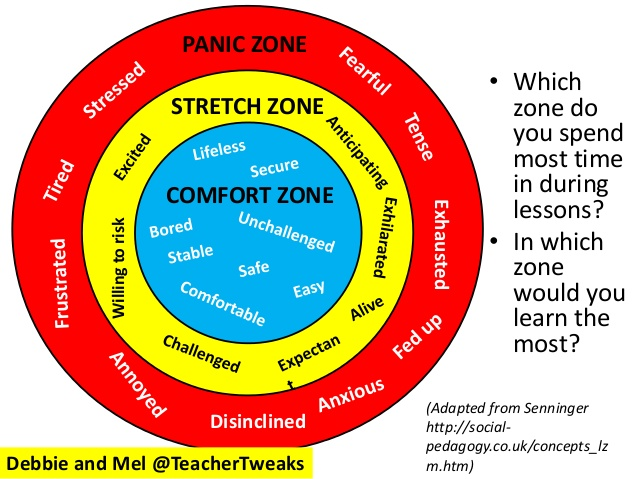 PANIC ZONE
Stressed
Fearful
Tense
Tired
Exhausted
Frustrated
Fed up
Annoyed
Anxious
Disinclined
STRETCH ZONE
Excited
Anticipating
Willing to risk
Exhilarated
Alive
Challenged
Expectan
t
COMFORT ZONE
Lifeless
Secure
Bored
Unchallenged
Stable
Safe
Comfortable
Easy
• Which
zone do
you spend
most time
in during
lessons?
• In which
zone
would you
learn the
most?
(Adapted from Senninger
http://social-
pedagogy.co.uk/concepts_lz
m.htm)
Debbie and Mel @TeacherTweaks